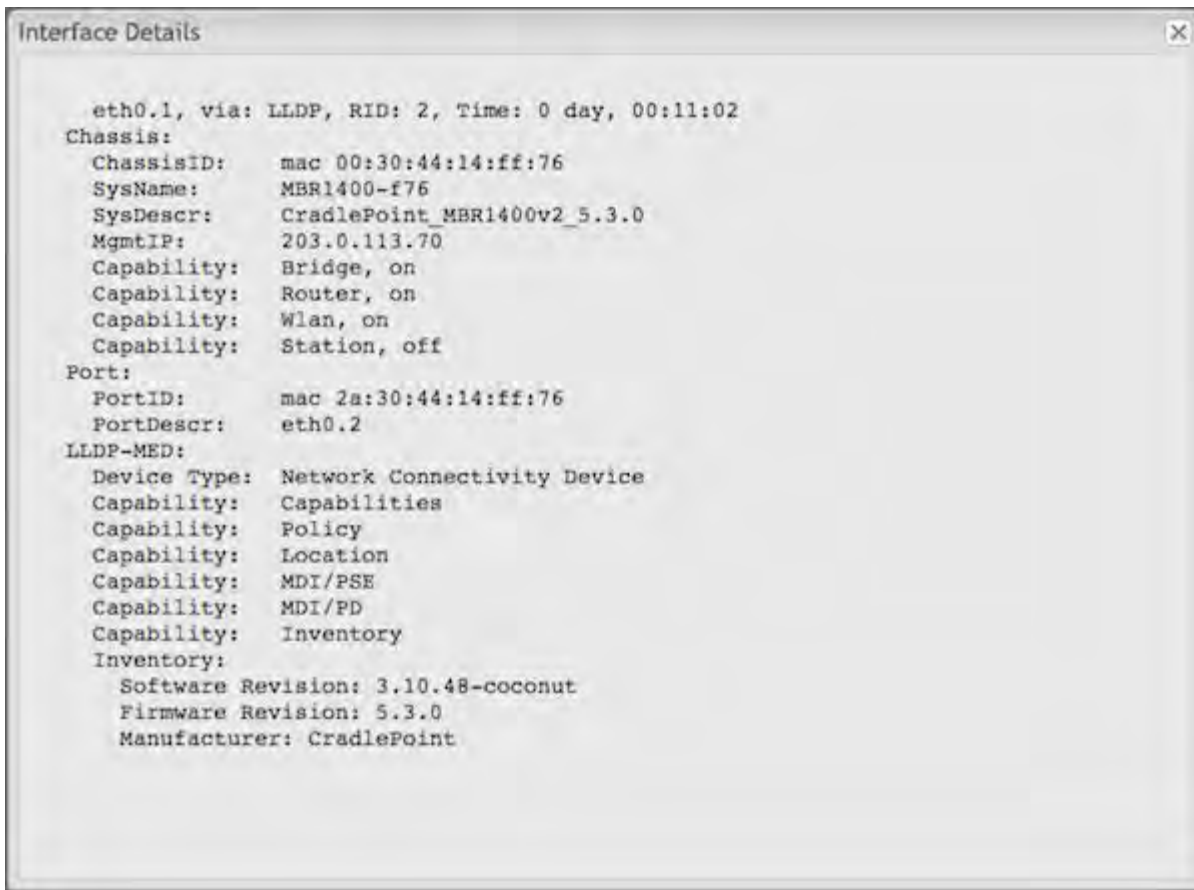 Interface Details
eth0.1, via: LLDP, RID: 2, Time: 0 day, 00:11:02
Chassis:
ChassisID: mac 00:30:44:14:ff:76
SysName: MBR1400-f76
SysDescr: CradlePoint_MBR1400v2_5.3.0
MgmtIP: 203.0.113.70
Capability: Bridge, on
Capability: Router, on
Capability: Wlan, on
Capability: Station, off
Port:
PortID: mac 2a:30:44:14:ff:76
PortDescr: eth0.2
LLDP-MED:
Device Type: Network Connectivity Device
Capability: Capabilities
Capability: Policy
Capability: Location
Capability: MDI/PSE
Capability: MDI/PD
Capability: Inventory
Inventory:
Software Revision: 3.10.48-coconut
Firmware Revision: 5.3.0
Manufacturer: CradlePoint